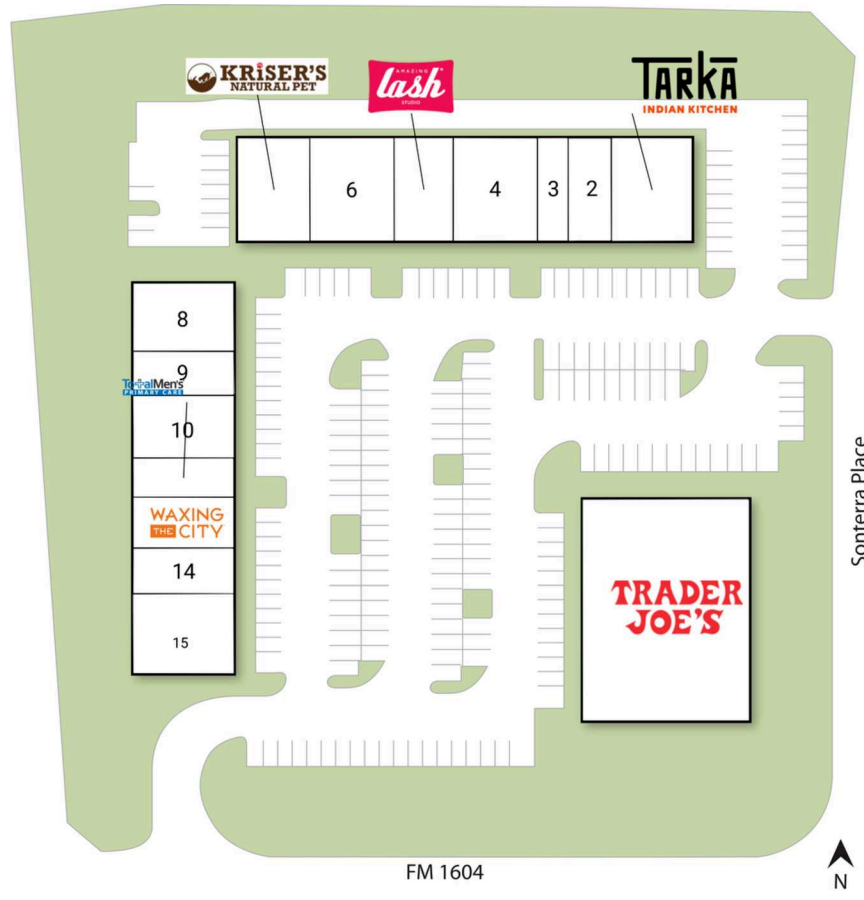 KRiSER'S
NATURAL PET
AMAZING
lash
STUDIO
TARKA
INDIAN KITCHEN
6
4
3
2
8
9
TotalMen's
PRIMARY CARE
10
WAXING
THE CITY
14
15
TRADER
JOE'S
Sonterra Place
FM 1604
N